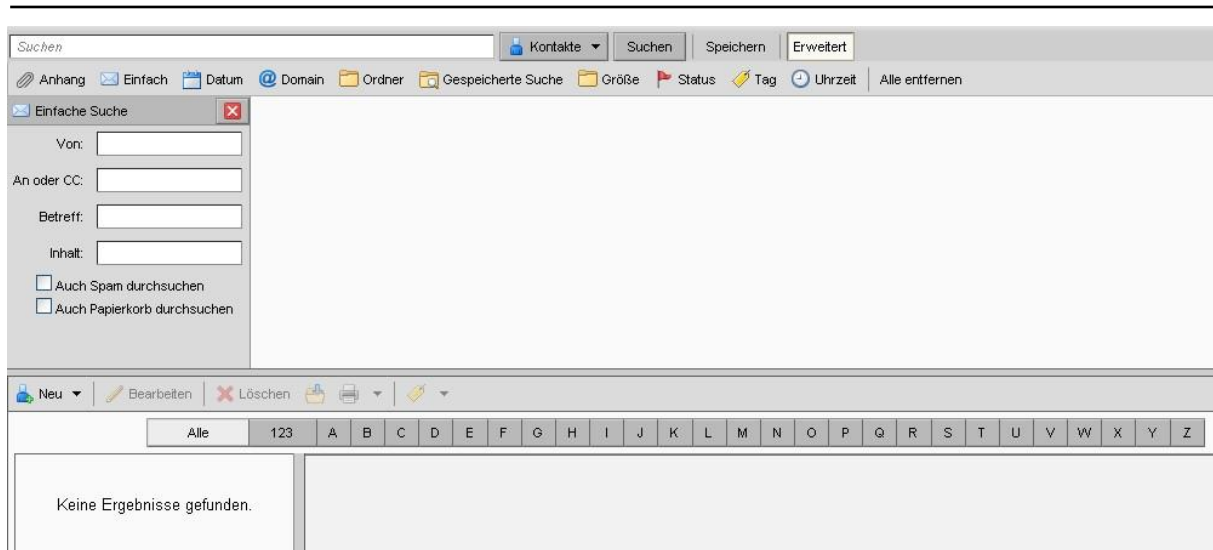 Suchen Kontakte Suchen Speichern Erweitert
Anhang Einfach Datum Domain Ordner Gespeicherte Suche Größe Status Tag Uhrzeit Alle entfernen
Einfache Suche
Von:
An oder CC:
Betreff:
Inhalt:
Auch Spam durchsuchen
Auch Papierkorb durchsuchen
Neu Bearbeiten Löschen
Alle 123 A B C D E F G H I J K L M N O P Q R S T U V W X Y Z
Keine Ergebnisse gefunden.